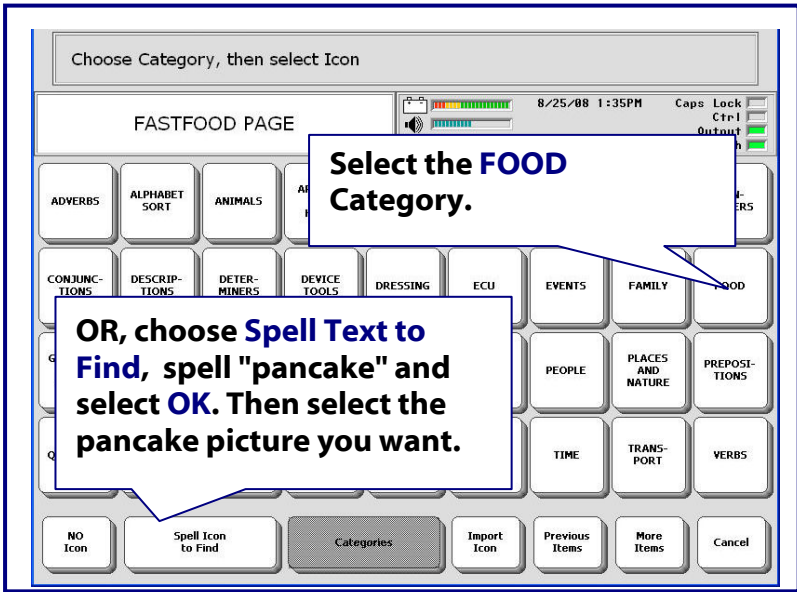 Choose Category, then select Icon
FASTFOOD PAGE
8/25/08 1:35PM
Caps Lock
Ctrl
Output
Select the FOOD
Category.
ADVERBS
ALPHABET
SORT
ANIMALS
CONJUNC-
TIONS
DESCRIP-
TIONS
DETER-
MINERS
DEVICE
TOOLS
DRESSING
ECU
EVENTS
FAMILY
FOOD
OR, choose Spell Text to
Find, spell "pancake" and
select OK. Then select the
pancake picture you want.
PEOPLE
PLACES
AND
NATURE
PREPOSI-
TIONS
TIME
TRANS-
PORT
VERBS
NO
Icon
Spell Icon
to Find
Categories
Import
Icon
Previous
Items
More
Items
Cancel